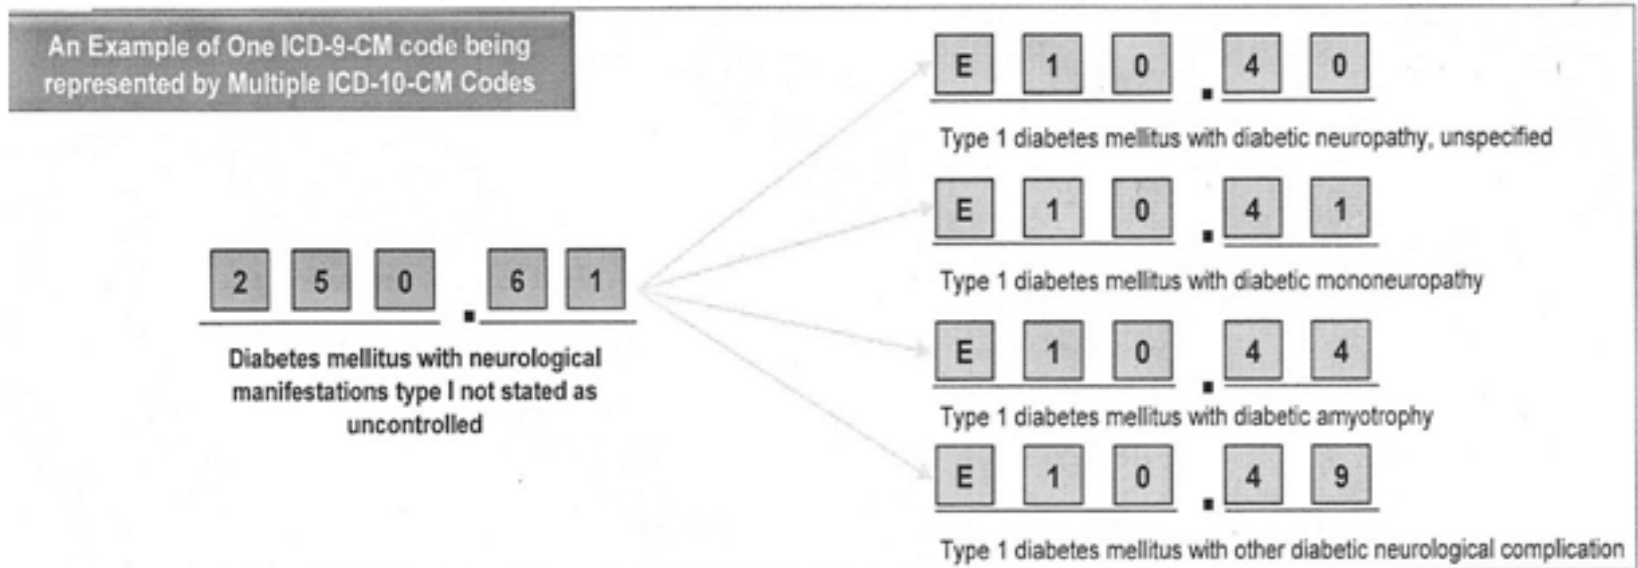 An Example of One ICD-9-CM code being
represented by Multiple ICD-10-CM Codes
2 5 0 . 6 1
Diabetes mellitus with neurological
manifestations type I not stated as
uncontrolled
E 1 0 . 4 0
Type 1 diabetes mellitus with diabetic neuropathy, unspecified
E 1 0 . 4 1
Type 1 diabetes mellitus with diabetic mononeuropathy
E 1 0 . 4 4
Type 1 diabetes mellitus with diabetic amyotrophy
E 1 0 . 4 9
Type 1 diabetes mellitus with other diabetic neurological complication